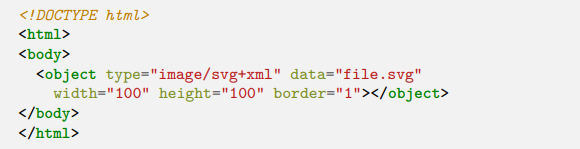 <!DOCTYPE html>
<html>
<body>
<object type="image/svg+xml" data="file.svg"
width="100" height="100" border="1"></object>
</body>
</html>